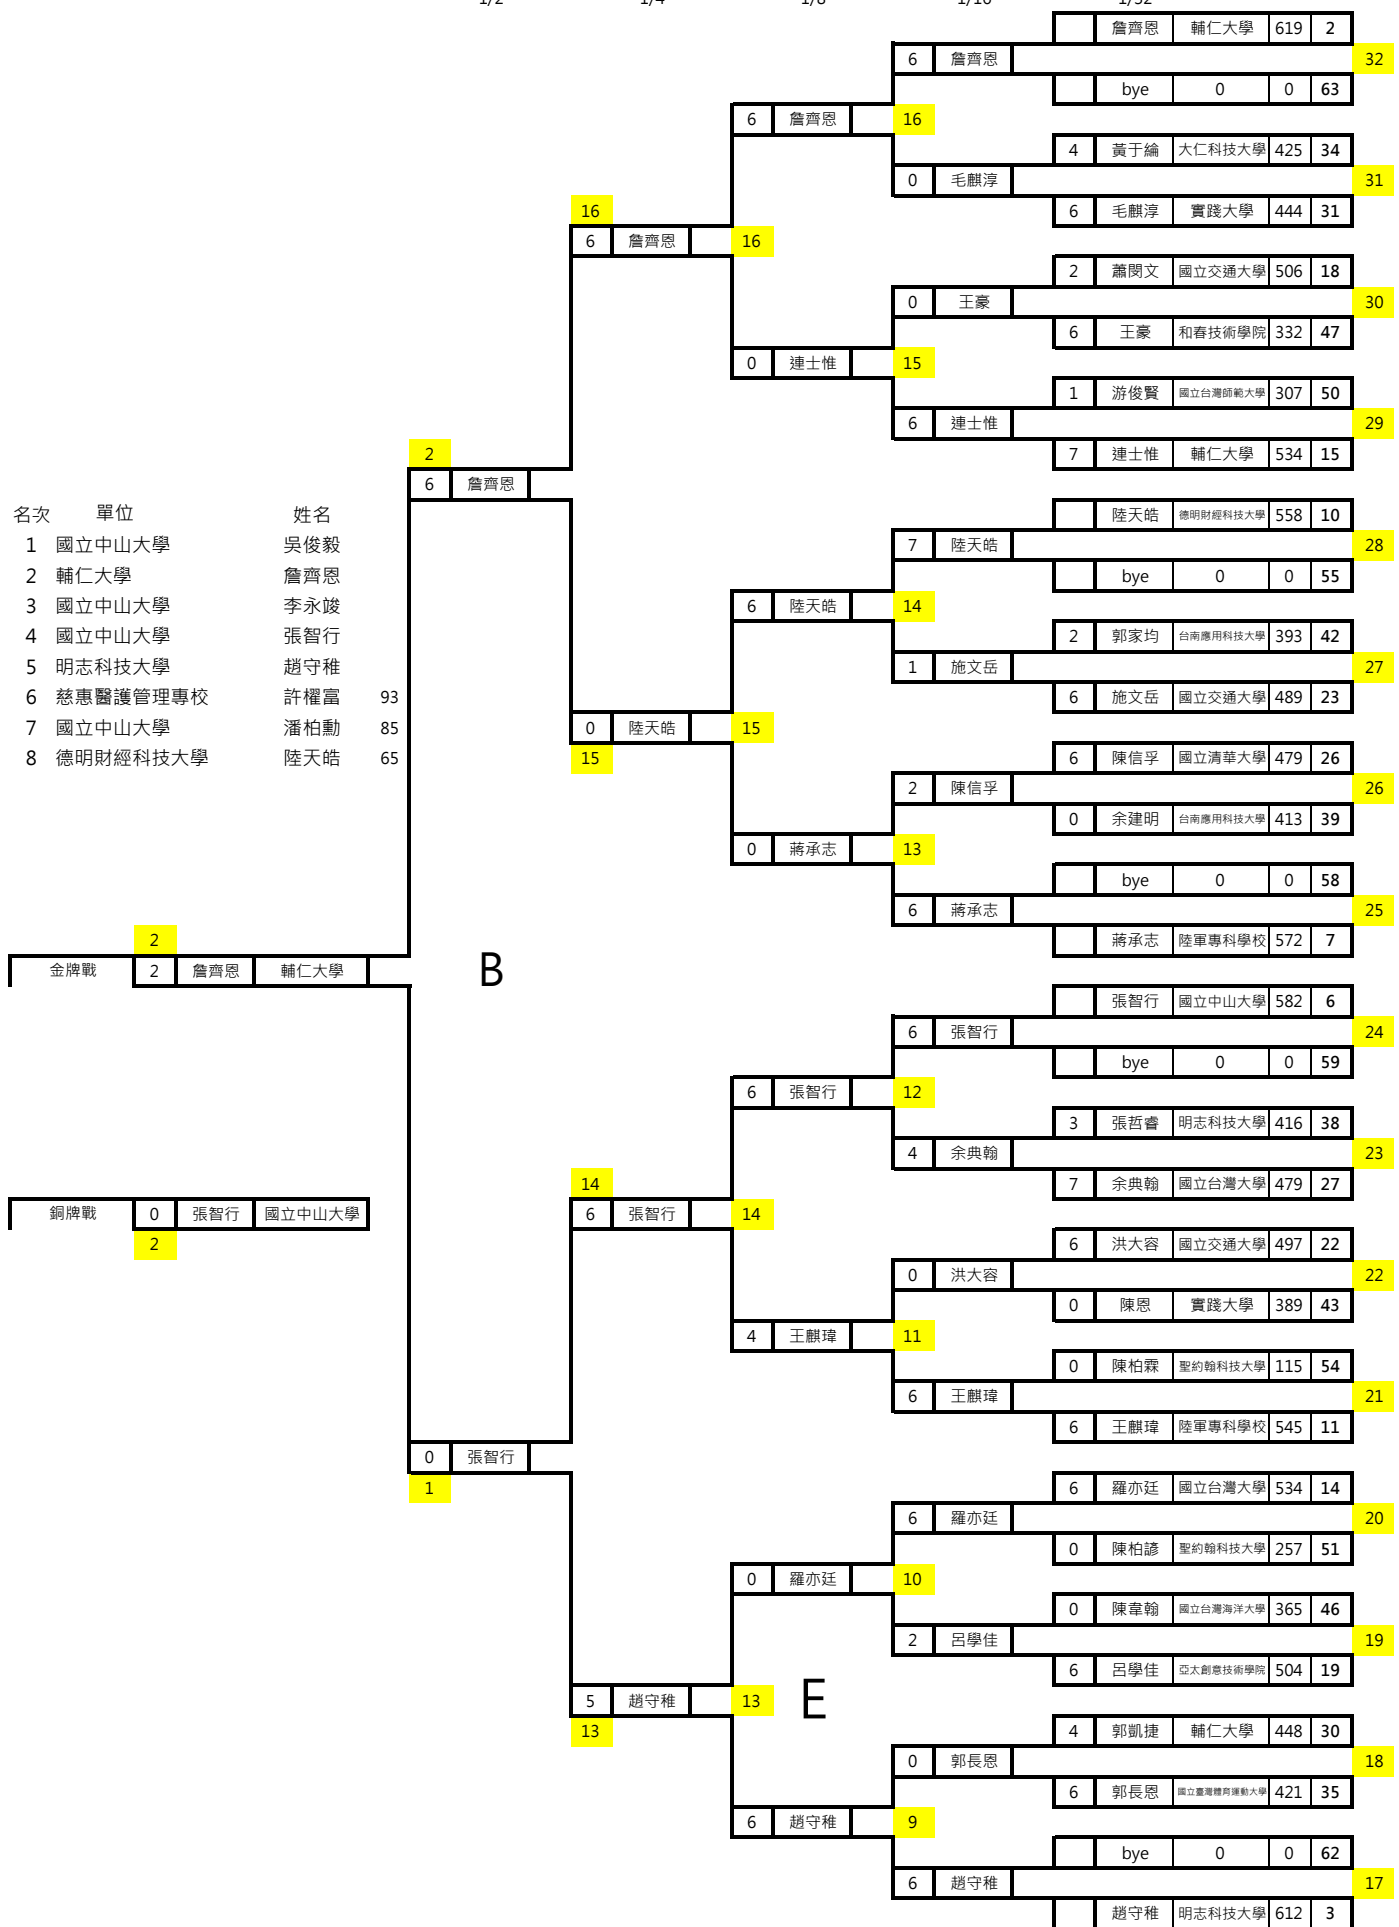 1/2 1/4 1/8 1/16 1/32
詹齊恩 輔仁大學 619 2
6 詹齊恩 32
bye 0 0 63
6 詹齊恩 16
4 黃于綸 大仁科技大學 425 34
0 毛麒淳 31
16
6 毛麒淳 實踐大學 444 31
6 詹齊恩 16
2 蕭閔文 國立交通大學 506 18
0 王豪 30
6 王豪 和春技術學院 332 47
0 連士惟 15
1 游俊賢 國立台灣師範大學 307 50
6 連士惟 29
2
7 連士惟 輔仁大學 534 15
6 詹齊恩
名次 單位 姓名
陸天皓 德明財經科技大學 558 10
1 國立中山大學 吳俊毅
7 陸天皓 28
2 輔仁大學 詹齊恩
bye 0 0 55
3 國立中山大學 李永竣
6 陸天皓 14
4 國立中山大學 張智行
2 郭家均 台南應用科技大學 393 42
5 明志科技大學 趙守稚
1 施文岳 27
6 慈惠醫護管理專校 許櫂富 93
6 施文岳 國立交通大學 489 23
7 國立中山大學 潘柏勳 85
0 陸天皓 15
8 德明財經科技大學 陸天皓 65
15
6 陳信孚 國立清華大學 479 26
2 陳信孚 26
0 余建明 台南應用科技大學 413 39
0 蔣承志 13
bye 0 0 58
6 蔣承志 25
2
蔣承志 陸軍專科學校 572 7
金牌戰 2 詹齊恩 輔仁大學
B
張智行 國立中山大學 582 6
6 張智行 24
bye 0 0 59
6 張智行 12
3 張哲睿 明志科技大學 416 38
4 余典翰 23
14
7 余典翰 國立台灣大學 479 27
銅牌戰 0 張智行 國立中山大學
6 張智行 14
2
6 洪大容 國立交通大學 497 22
0 洪大容 22
0 陳恩 實踐大學 389 43
4 王麒瑋 11
0 陳柏霖 聖約翰科技大學 115 54
6 王麒瑋 21
6 王麒瑋 陸軍專科學校 545 11
0 張智行
1
6 羅亦廷 國立台灣大學 534 14
6 羅亦廷 20
0 陳柏諺 聖約翰科技大學 257 51
0 羅亦廷 10
0 陳韋翰 國立台灣海洋大學 365 46
2 呂學佳 19
6 呂學佳 亞太創意技術學院 504 19
5 趙守稚 13
E
13
4 郭凱捷 輔仁大學 448 30
0 郭長恩 18
6 郭長恩 國立臺灣體育運動大學 421 35
6 趙守稚 9
bye 0 0 62
6 趙守稚 17
趙守稚 明志科技大學 612 3